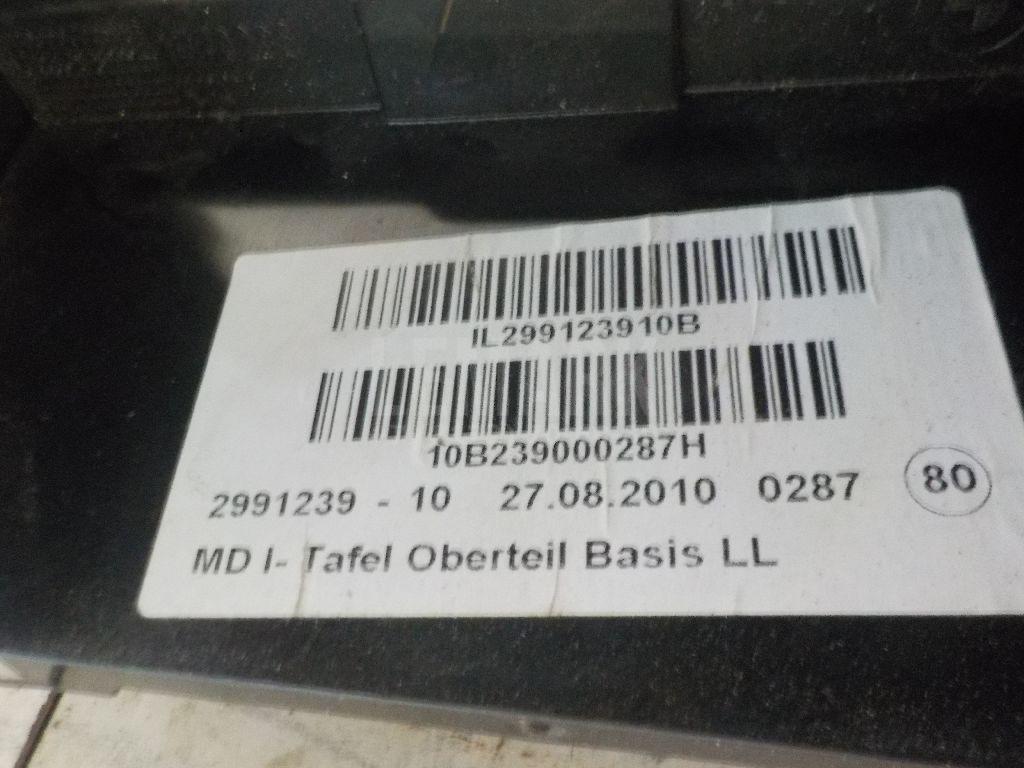 IL299123910B
10B239000287H
2991239 - 10 27.08.2010 0287 80
MD I- Tafel Oberteil Basis LL